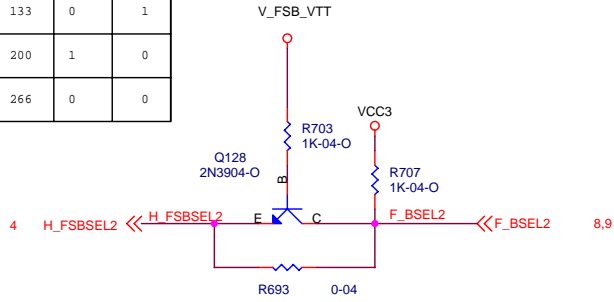 133 0 1
200 1 0
266 0 0
V_FSB_VTT
VCC3
R703
1K-04-O
Q128
2N3904-O
B
R707
1K-04-O
4 H_FSBSEL2 H_FSBSEL2 E C F_BSEL2 F_BSEL2 8,9
R693 0-04